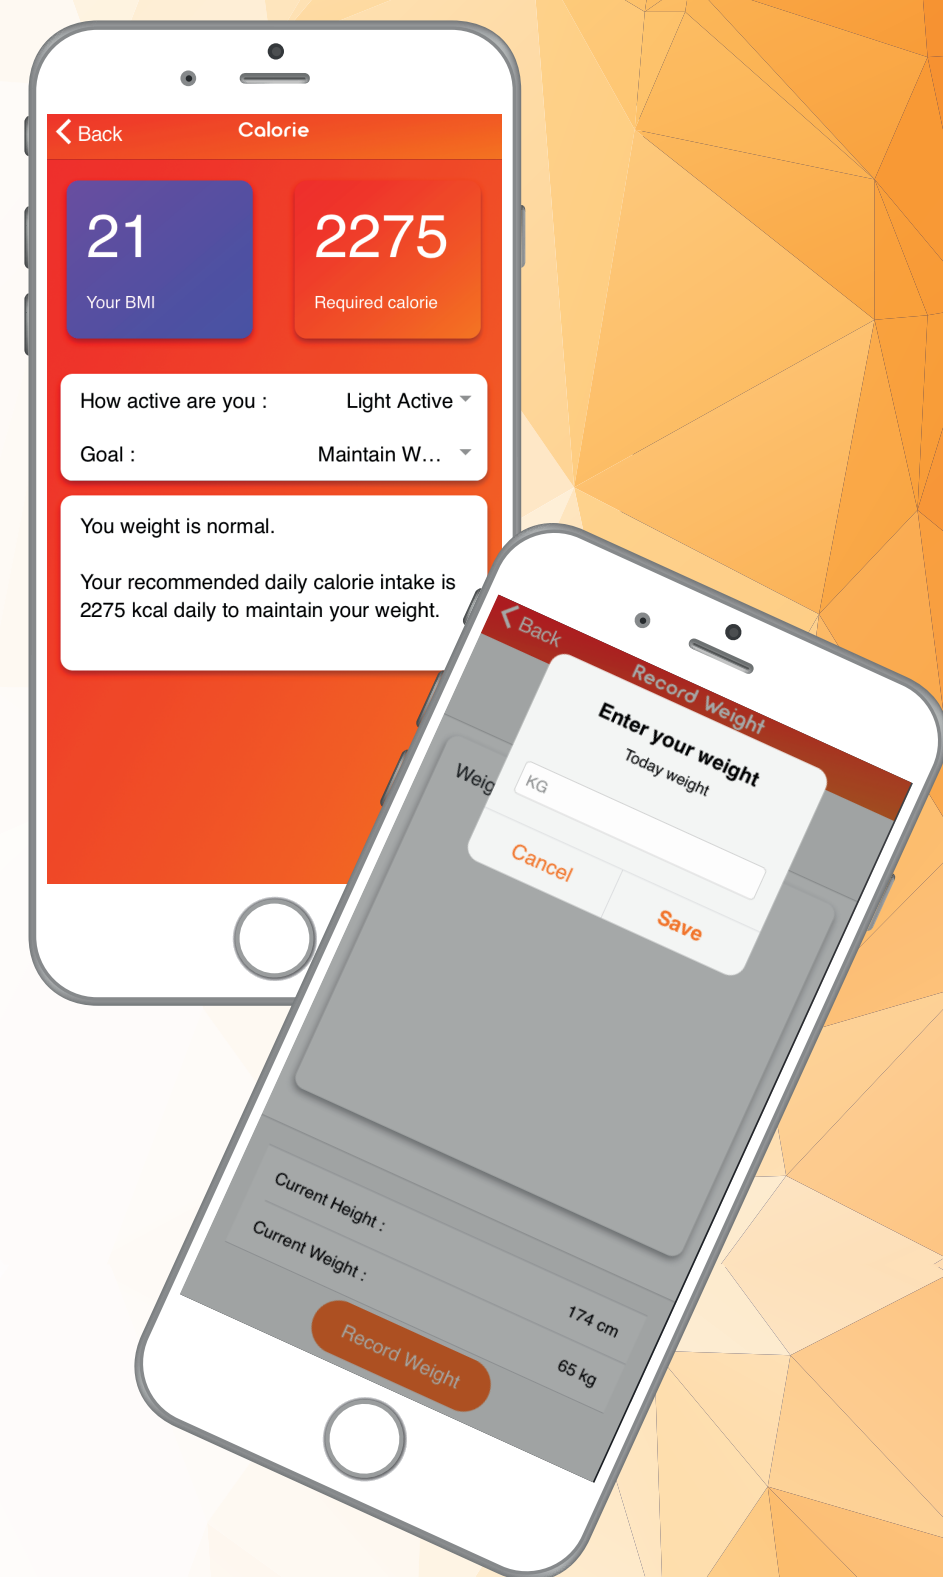 Back
Calorie
21
2275
Your BMI
Required calorie
How active are you :
Light Active
Goal :
Maintain W...
You weight is normal.
Your recommended daily calorie intake is
2275 kcal daily to maintain your weight.
Back
Record Weight
Enter your weight
Today weight
KG
Cancel
Save
Current Height :
174 cm
Current Weight :
65 kg
Record Weight